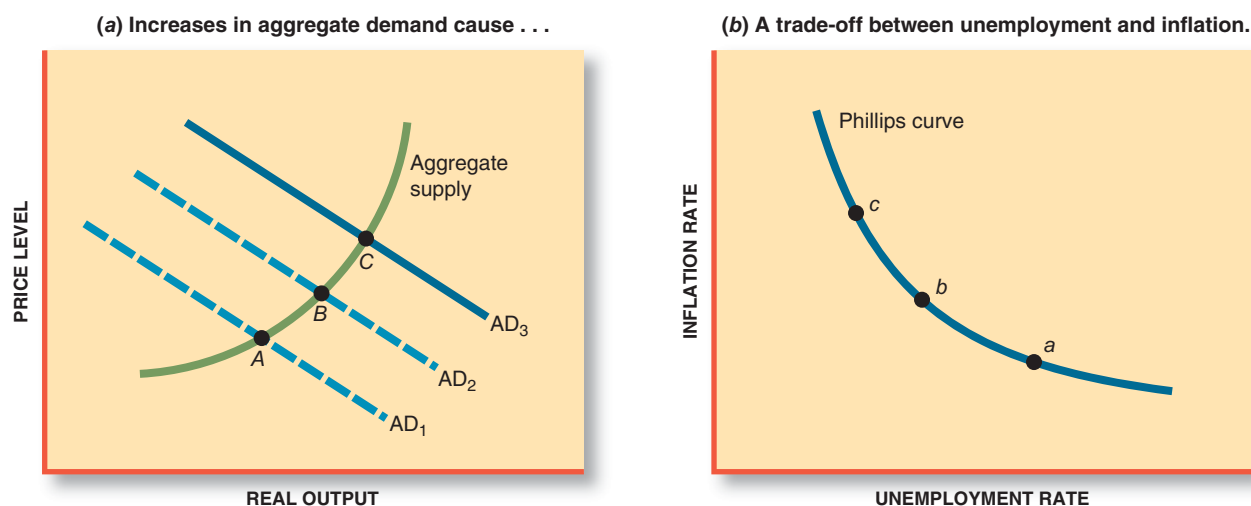 (a) Increases in aggregate demand cause . . .
PRICE LEVEL
Aggregate
supply
C
B
A
AD₃
AD₂
AD₁
REAL OUTPUT
(b) A trade-off between unemployment and inflation.
INFLATION RATE
Phillips curve
c
b
a
UNEMPLOYMENT RATE